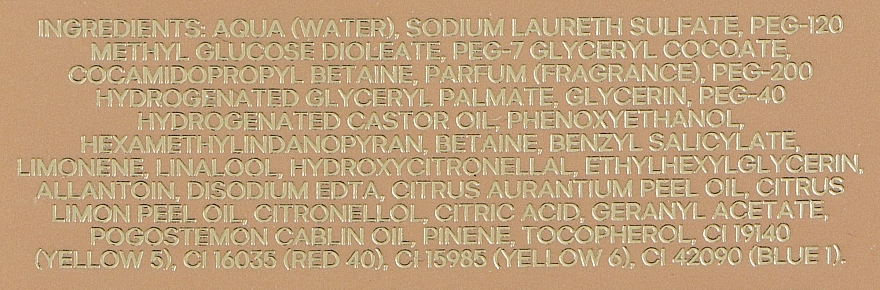 INGREDIENTS: AQUA (WATER), SODIUM LAURETH SULFATE, PEG-120
METHYL GLUCOSE DIOLEATE, PEG-7 GLYCERYL COCOATE,
COCAMIDOPROPYL BETAINE, PARFUM (FRAGRANCE), PEG-200
HYDROGENATED GLYCERYL PALMATE, GLYCERIN, PEG-40
HYDROGENATED CASTOR OIL, PHENOXYETHANOL,
HEXAMETHYLINDANOPYRAN, BETAINE, BENZYL SALICYLATE,
LIMONENE, LINALOOL, HYDROXYCITRONELLAL, ETHYLHEXYLGLYCERIN,
ALLANTOIN, DISODIUM EDTA, CITRUS AURANTIUM PEEL OIL, CITRUS
LIMON PEEL OIL, CITRONELLOL, CITRIC ACID, GERANYL ACETATE,
POGOSTEMON CABLIN OIL, PINENE, TOCOPHEROL, CI 19140
(YELLOW 5), CI 16035 (RED 40), CI 15985 (YELLOW 6), CI 42090 (BLUE 1).